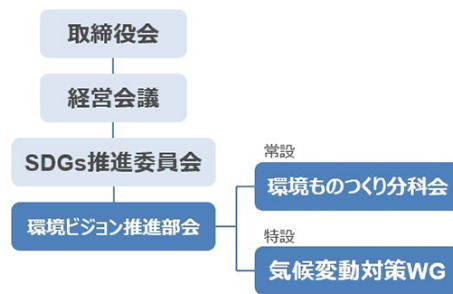 取締役会
経営会議
SDGs推進委員会
環境ビジョン推進部会
常設
環境ものつくり分科会
特設
気候変動対策WG